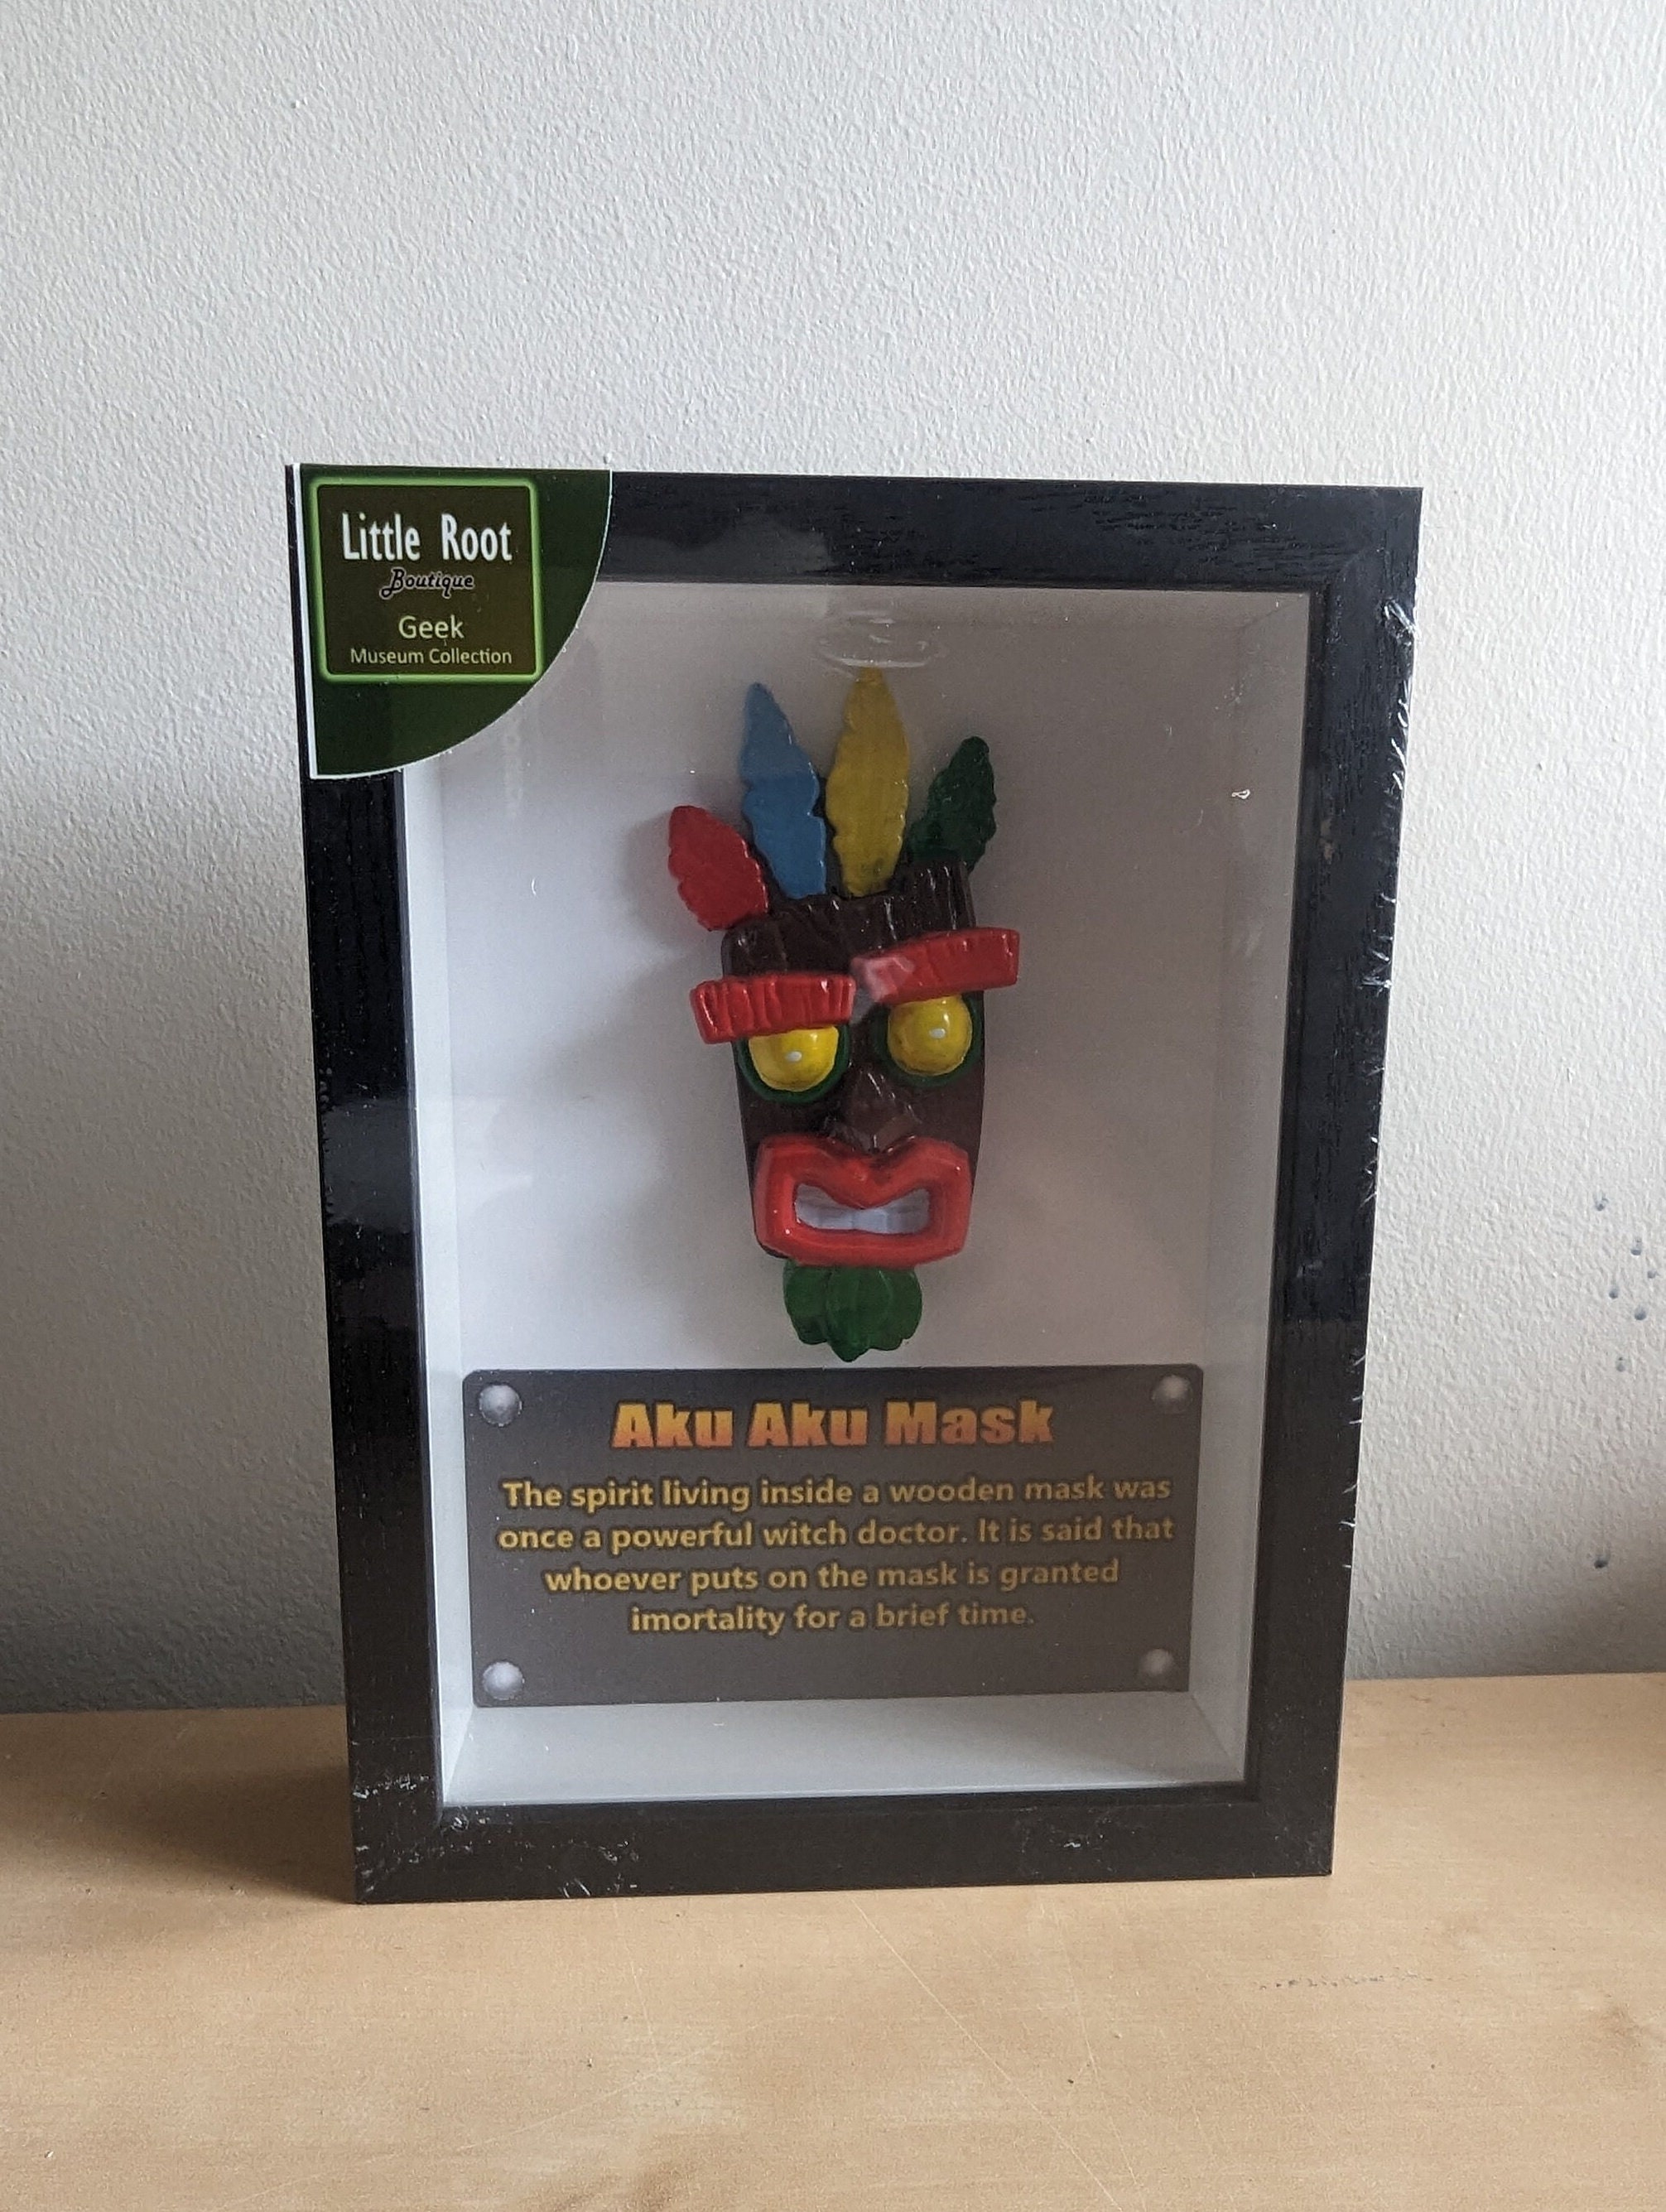 Little Root
Boutique
Geek
Museum Collection
Aku Aku Mask
The spirit living inside a wooden mask was
once a powerful witch doctor. It is said that
whoever puts on the mask is granted
imortality for a brief time.